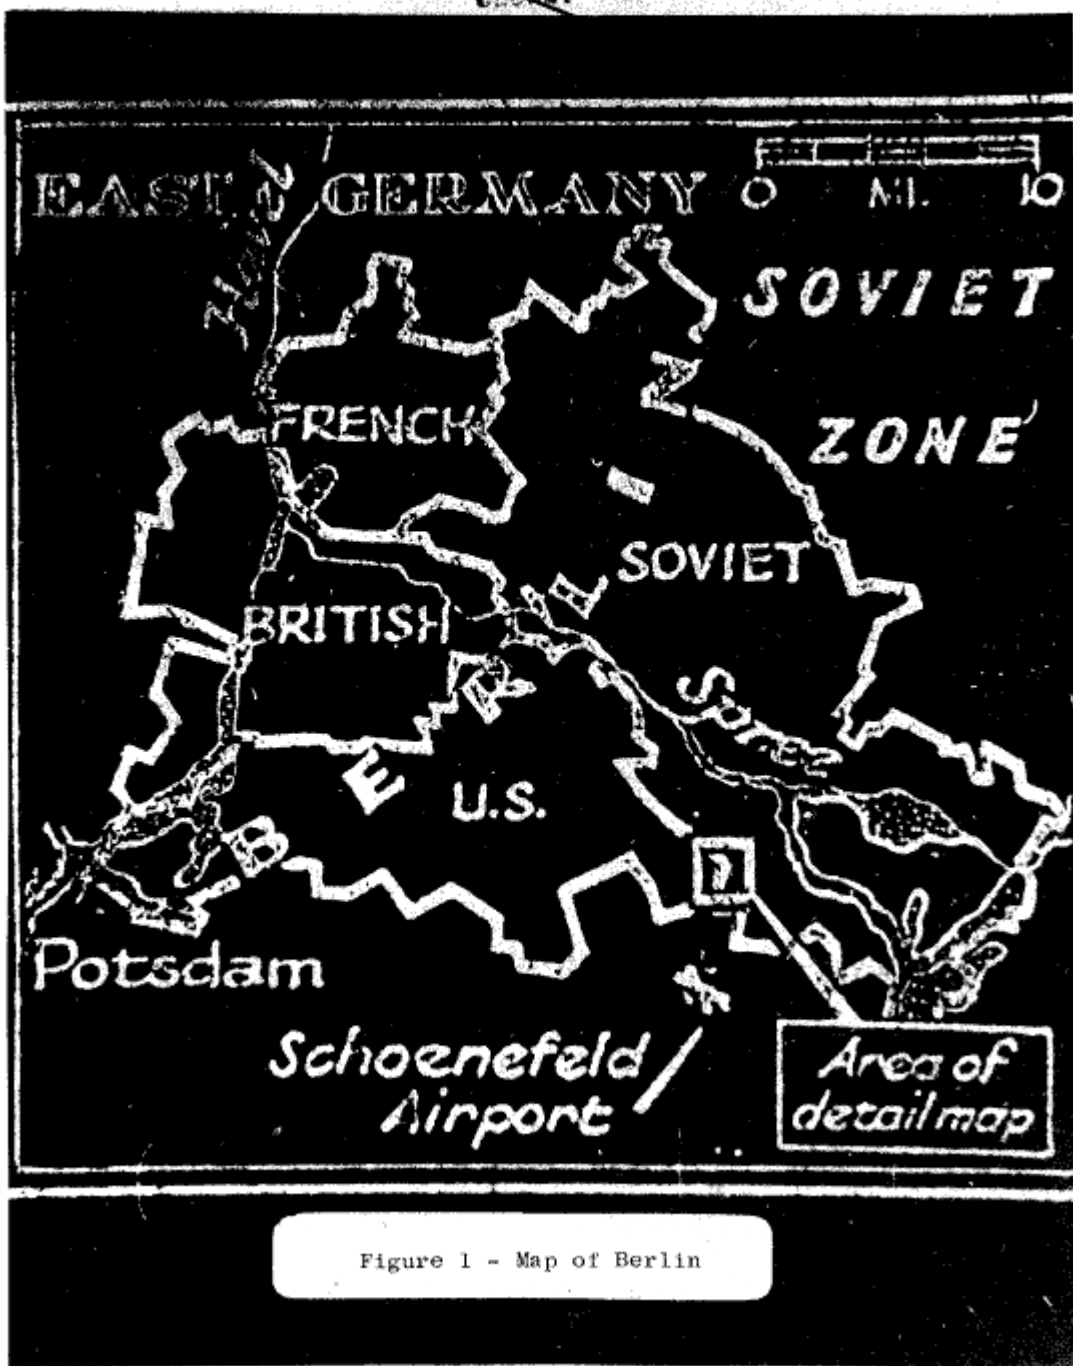 EAST GERMANY
0 MI. 10
Havel
SOVIET
ZONE
FRENCH
SOVIET
BRITISH
BERLIN
Spree
U.S.
Potsdam
Schoenefeld
Airport
Area of
detail map
Figure 1 - Map of Berlin